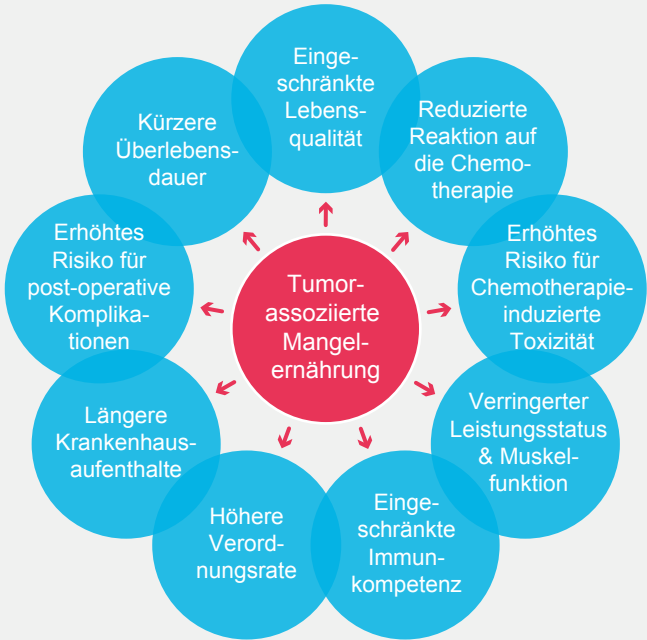 Einge-
schränkte
Lebens-
qualität
Reduzierte
Reaktion auf
die Chemo-
therapie
Erhöhtes
Risiko für
Chemotherapie-
induzierte
Toxizität
Verringerter
Leistungsstatus
& Muskel-
funktion
Einge-
schränkte
Immun-
kompetenz
Höhere
Verord-
nungsrate
Längere
Krankenhaus-
aufenthalte
Erhöhtes
Risiko für
post-operative
Komplika-
tionen
Kürzere
Überlebens-
dauer
Tumor-
assoziierte
Mangel-
ernährung